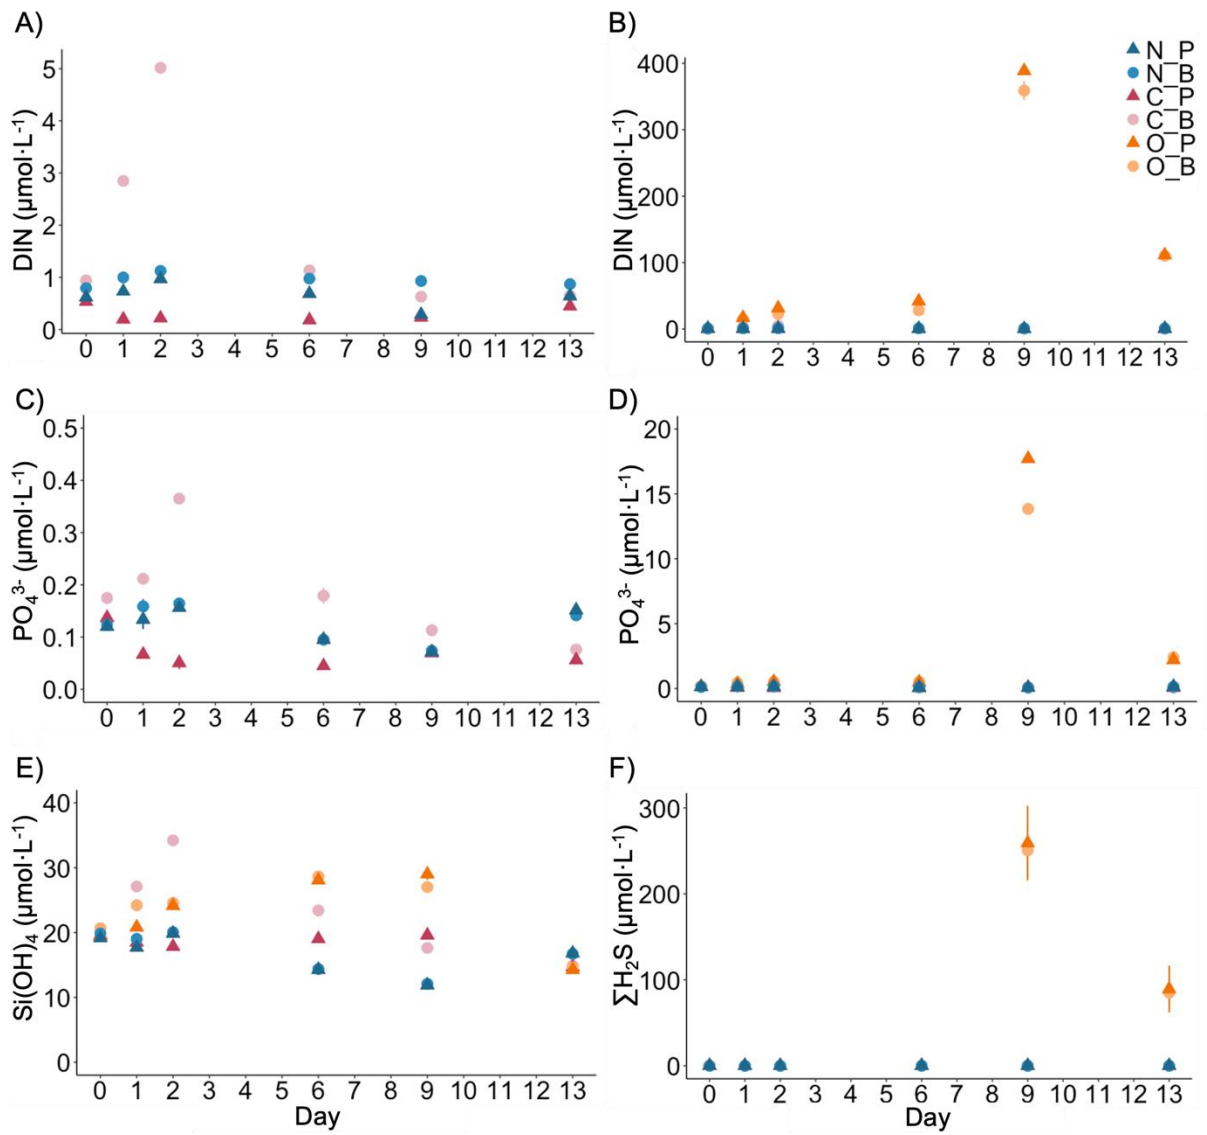 A)
DIN (µmol·L⁻¹)
5
4
3
2
1
0
0 1 2 3 4 5 6 7 8 9 10 11 12 13
B)
DIN (µmol·L⁻¹)
400
300
200
100
0
0 1 2 3 4 5 6 7 8 9 10 11 12 13
N_P
N_B
C_P
C_B
O_P
O_B
C)
PO₄³⁻ (µmol·L⁻¹)
0.5
0.4
0.3
0.2
0.1
0.0
0 1 2 3 4 5 6 7 8 9 10 11 12 13
D)
PO₄³⁻ (µmol·L⁻¹)
20
15
10
5
0
0 1 2 3 4 5 6 7 8 9 10 11 12 13
E)
Si(OH)₄ (µmol·L⁻¹)
40
30
20
10
0
0 1 2 3 4 5 6 7 8 9 10 11 12 13
Day
F)
∑H₂S (µmol·L⁻¹)
300
200
100
0
0 1 2 3 4 5 6 7 8 9 10 11 12 13
Day